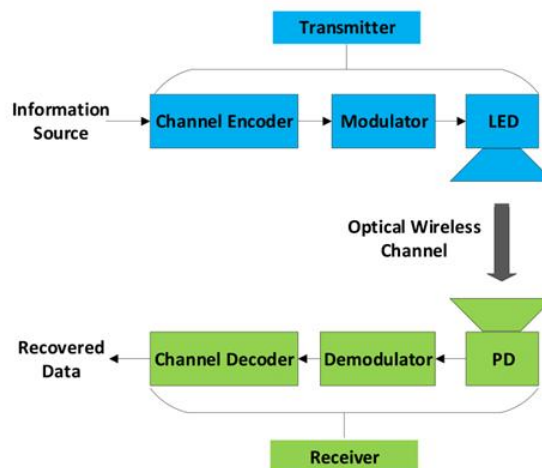 Transmitter
Information
Source
Channel Encoder
Modulator
LED
Optical Wireless
Channel
Recovered
Data
Channel Decoder
Demodulator
PD
Receiver